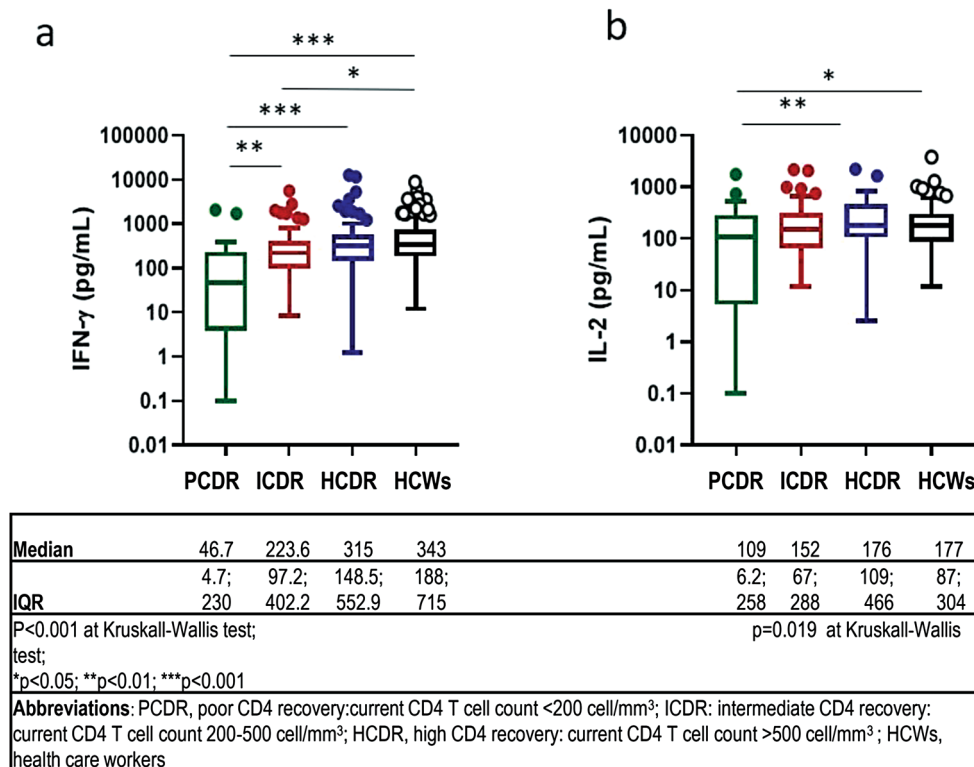 a
b
***
*
***
**
*
**
100000
10000
1000
100
10
1
0.1
0.01
IFN-γ (pg/mL)
PCDR ICDR HCDR HCWs
10000
1000
100
10
1
0.1
0.01
IL-2 (pg/mL)
PCDR ICDR HCDR HCWs
Median 46.7 223.6 315 343 109 152 176 177
4.7; 97.2; 148.5; 188; 6.2; 67; 109; 87;
IQR 230 402.2 552.9 715 258 288 466 304
P<0.001 at Kruskall-Wallis test; p=0.019 at Kruskall-Wallis
test;
*p<0.05; **p<0.01; ***p<0.001
Abbreviations: PCDR, poor CD4 recovery:current CD4 T cell count <200 cell/mm³; ICDR: intermediate CD4 recovery:
current CD4 T cell count 200-500 cell/mm³; HCDR, high CD4 recovery: current CD4 T cell count >500 cell/mm³ ; HCWs,
health care workers